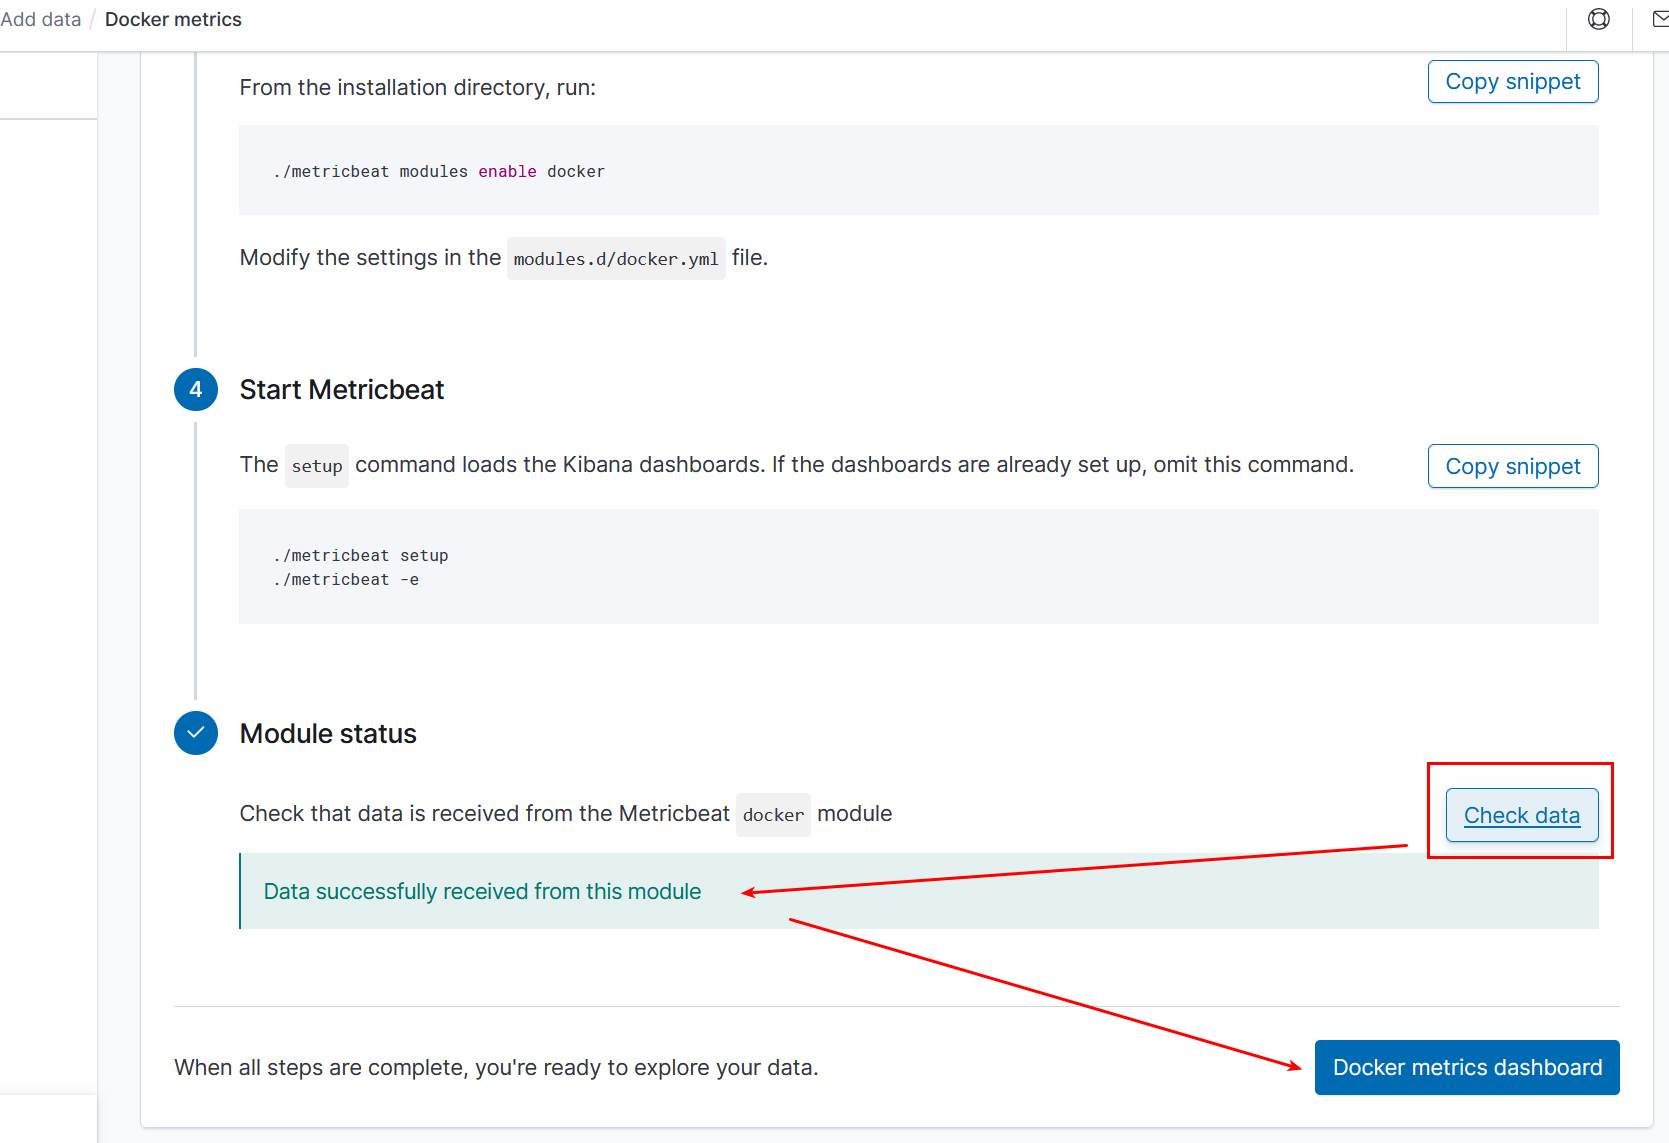 Add data / Docker metrics
From the installation directory, run:
Copy snippet
./metricbeat modules enable docker
Modify the settings in the modules.d/docker.yml file.
4 Start Metricbeat
The setup command loads the Kibana dashboards. If the dashboards are already set up, omit this command.
Copy snippet
./metricbeat setup
./metricbeat -e
Module status
Check that data is received from the Metricbeat docker module
Check data
Data successfully received from this module
When all steps are complete, you're ready to explore your data.
Docker metrics dashboard